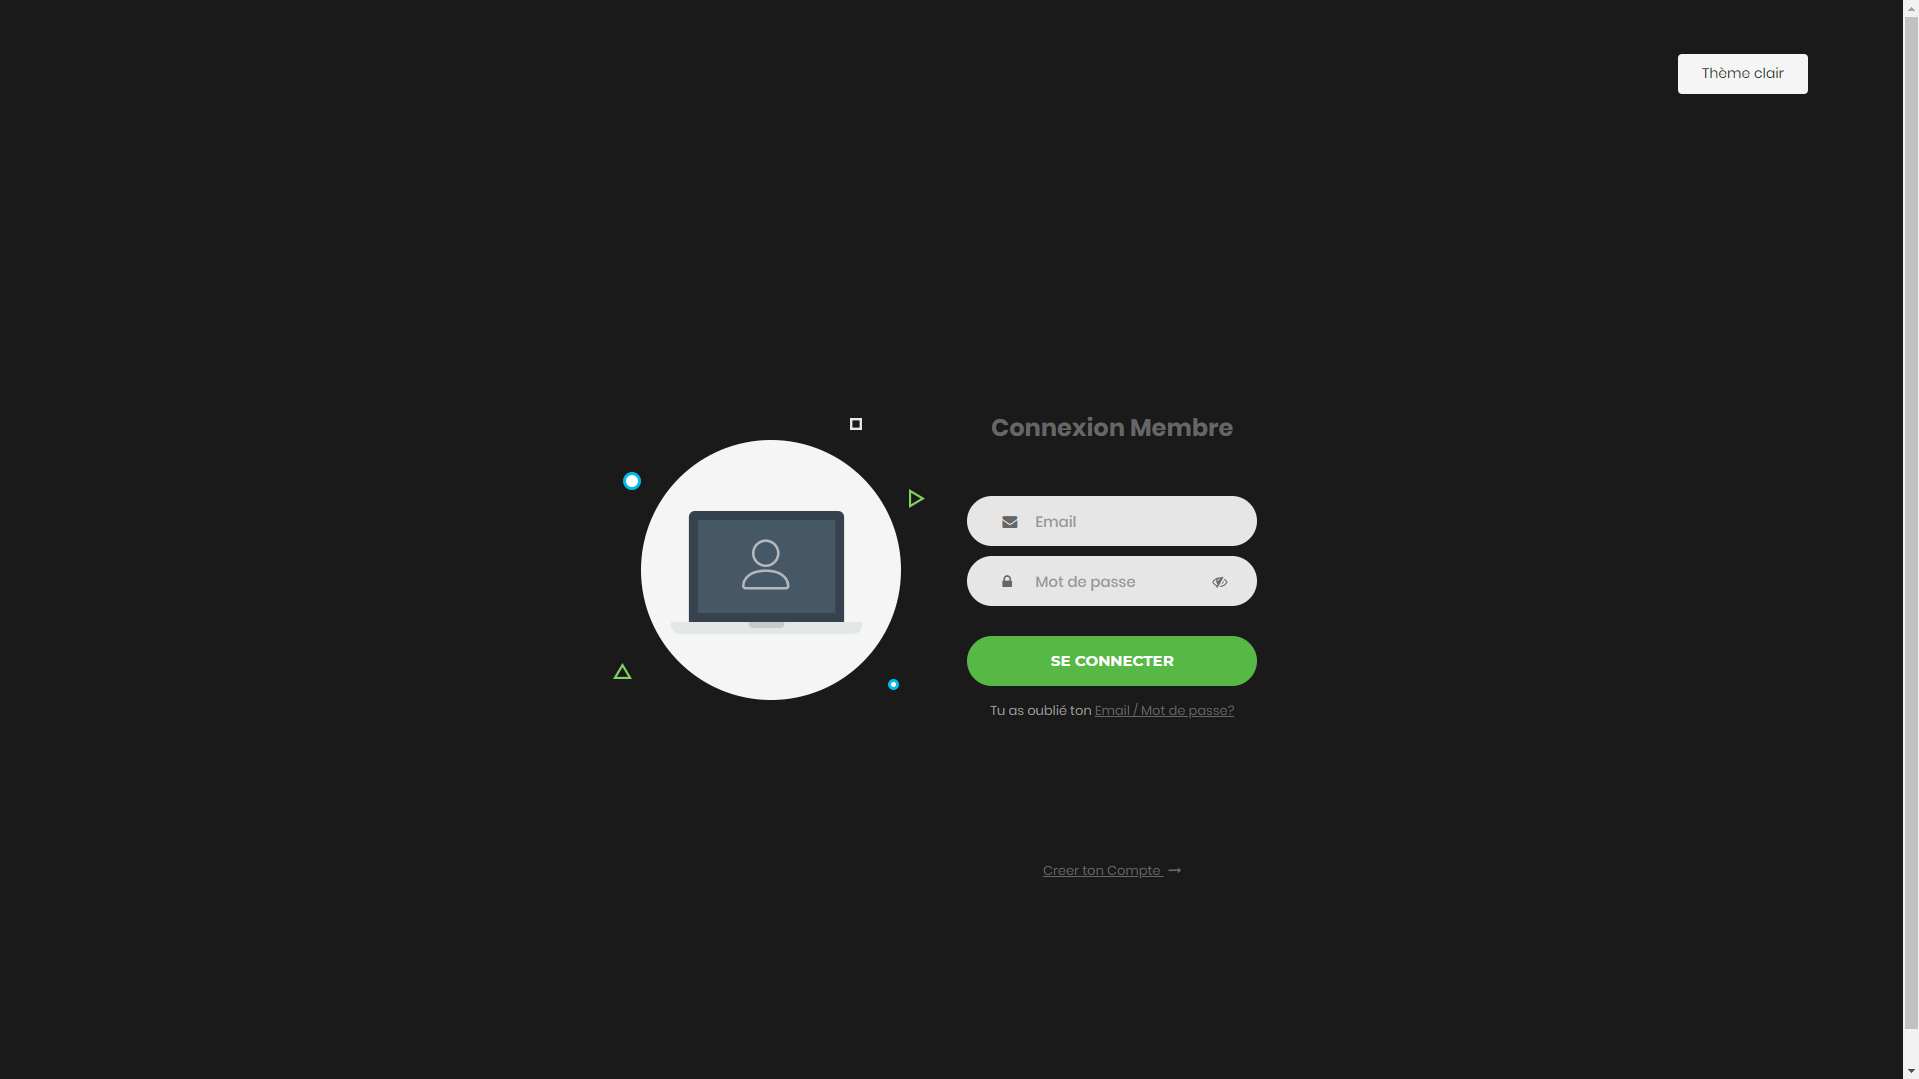 Thème clair
Connexion Membre
Email
Mot de passe
SE CONNECTER
Tu as oublié ton Email / Mot de passe?
Creer ton Compte →